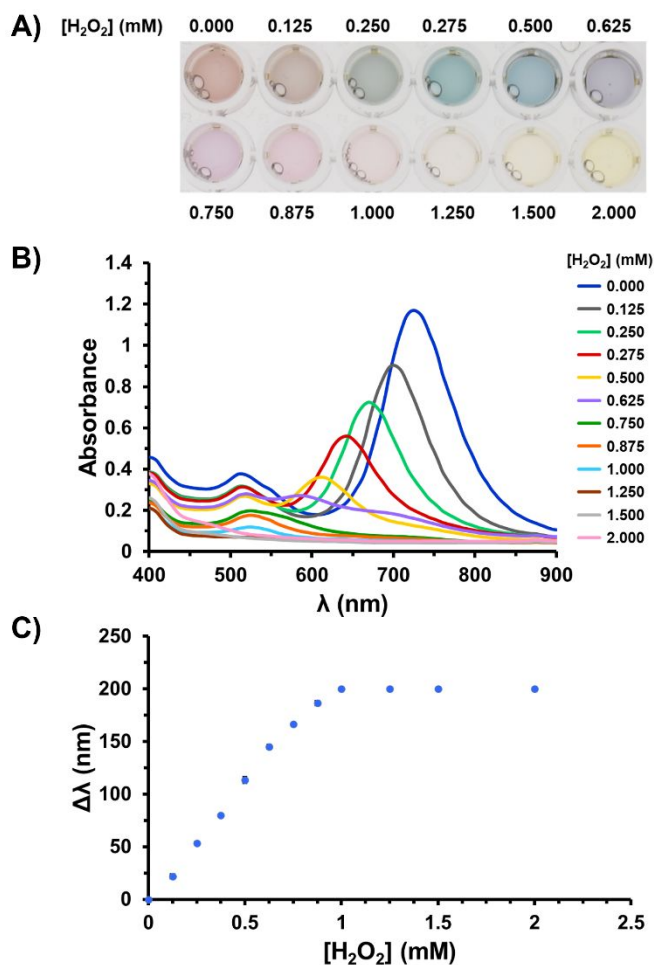 A)
[H₂O₂] (mM) 0.000 0.125 0.250 0.275 0.500 0.625
0.750 0.875 1.000 1.250 1.500 2.000
B)
[H₂O₂] (mM)
0.000
0.125
0.250
0.275
0.500
0.625
0.750
0.875
1.000
1.250
1.500
2.000
Absorbance
1.4
1.2
1
0.8
0.6
0.4
0.2
0
400 500 600 700 800 900
λ (nm)
C)
Δλ (nm)
250
200
150
100
50
0
0 0.5 1 1.5 2 2.5
[H₂O₂] (mM)